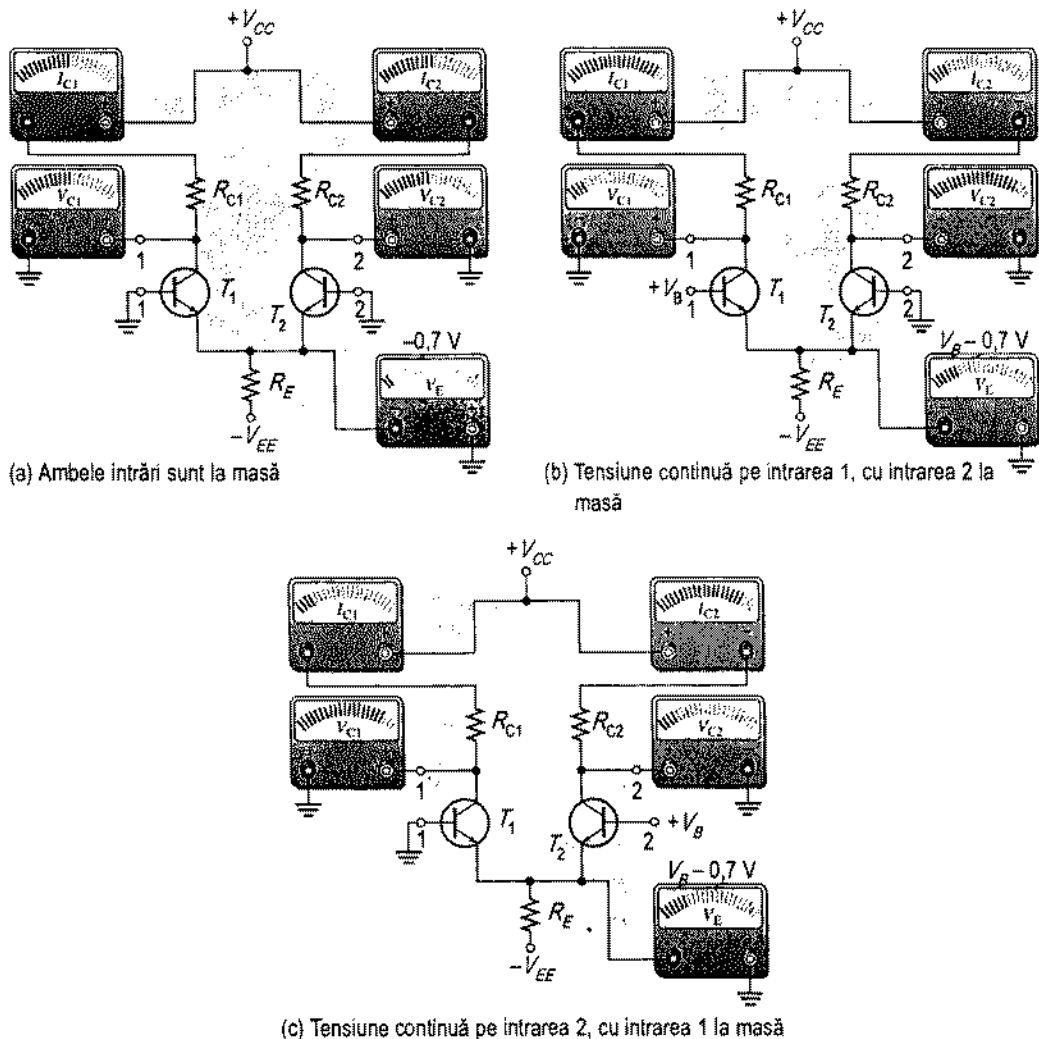 +V_CC
I_C1
I_C2
V_C1
R_C1
R_C2
V_C2
1
2
1
T_1
T_2
2
−0,7 V
R_E
V_E
−V_EE
(a) Ambele intrări sunt la masă
+V_CC
I_C1
I_C2
V_C1
R_C1
R_C2
V_C2
1
2
+V_B
1
T_1
T_2
2
V_B − 0,7 V
R_E
V_E
−V_EE
(b) Tensiune continuă pe intrarea 1, cu intrarea 2 la
masă
+V_CC
I_C1
I_C2
V_C1
R_C1
R_C2
V_C2
1
2
1
T_1
T_2
2
+V_B
V_B − 0,7 V
R_E
V_E
−V_EE
(c) Tensiune continuă pe intrarea 2, cu intrarea 1 la masă